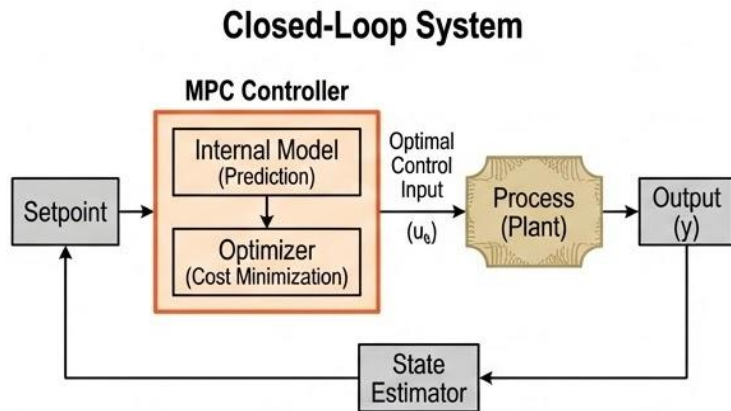 Closed-Loop System
MPC Controller
Internal Model
(Prediction)
Optimizer
(Cost Minimization)
Setpoint
Optimal
Control
Input
Process
(Plant)
Output
(y)
State
Estimator